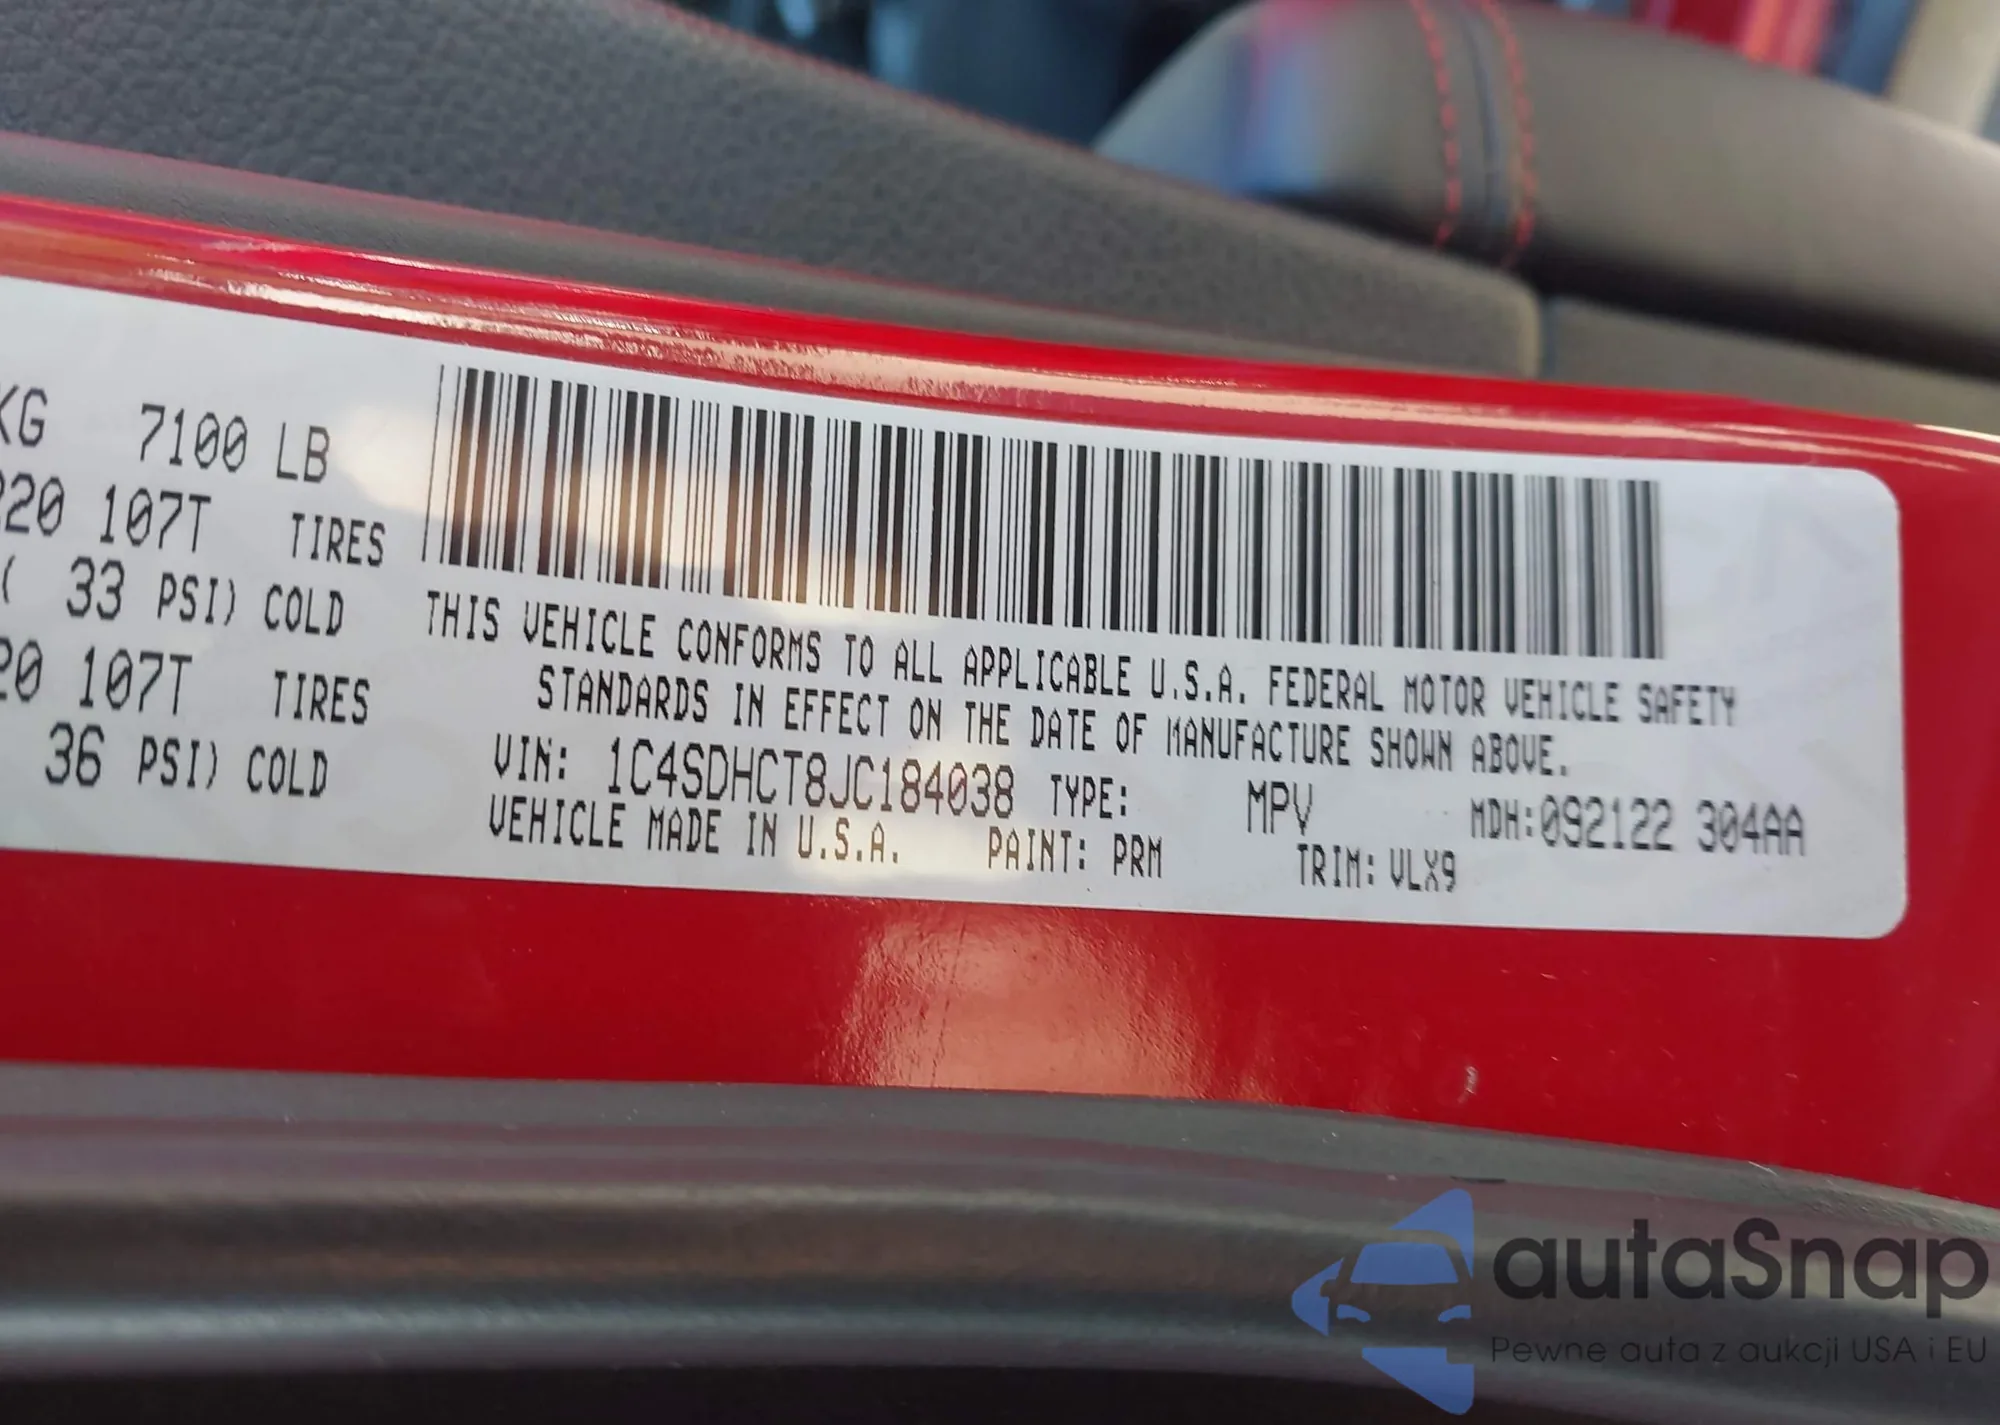 KG 7100 LB
20 107T TIRES
( 33 PSI) COLD
20 107T TIRES
36 PSI) COLD
THIS VEHICLE CONFORMS TO ALL APPLICABLE U.S.A. FEDERAL MOTOR VEHICLE SAFETY
STANDARDS IN EFFECT ON THE DATE OF MANUFACTURE SHOWN ABOVE.
VIN: 1C4SDHCT8JC184038 TYPE: MPV MDH:092122 304AA
VEHICLE MADE IN U.S.A. PAINT: PRM TRIM: VLX9
autaSnap
Pewne auta z aukcji USA i EU